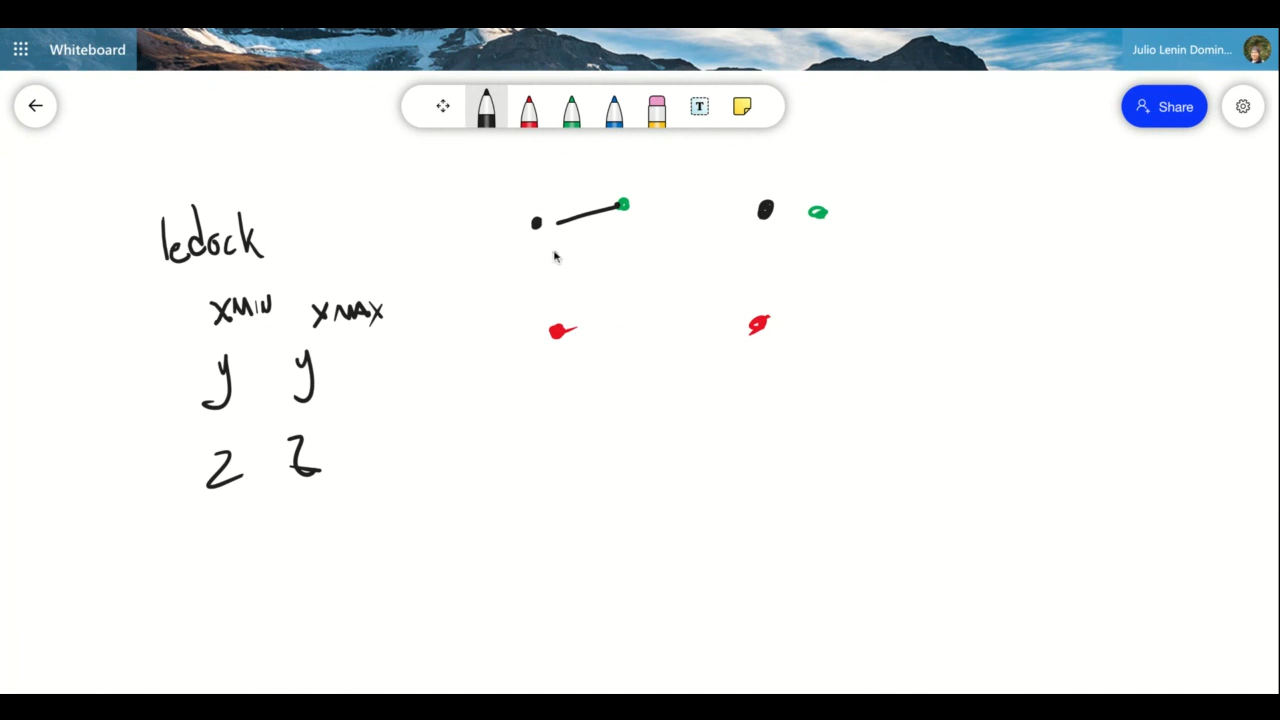 Whiteboard
Julio Lenin Domin...
T
Share
ledock
xMIN xMAX
y y
z z